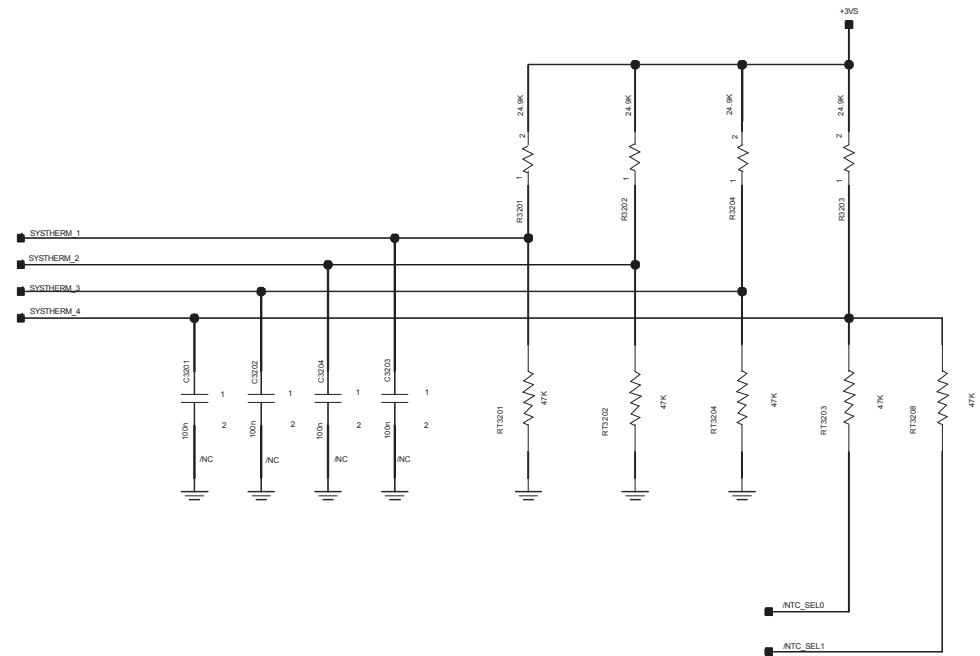 +3VS
24.9K
24.9K
24.9K
24.9K
2
2
2
2
1
1
1
1
R3201
R3202
R3204
R3203
SYSTHERM_1
SYSTHERM_2
SYSTHERM_3
SYSTHERM_4
C3201
C3202
C3204
C3203
1
1
1
1
100n
100n
100n
100n
2
2
2
2
/NC
/NC
/NC
/NC
RT3201
47K
RT3202
47K
RT3204
47K
RT3203
47K
RT3208
47K
/NTC_SEL0
/NTC_SEL1